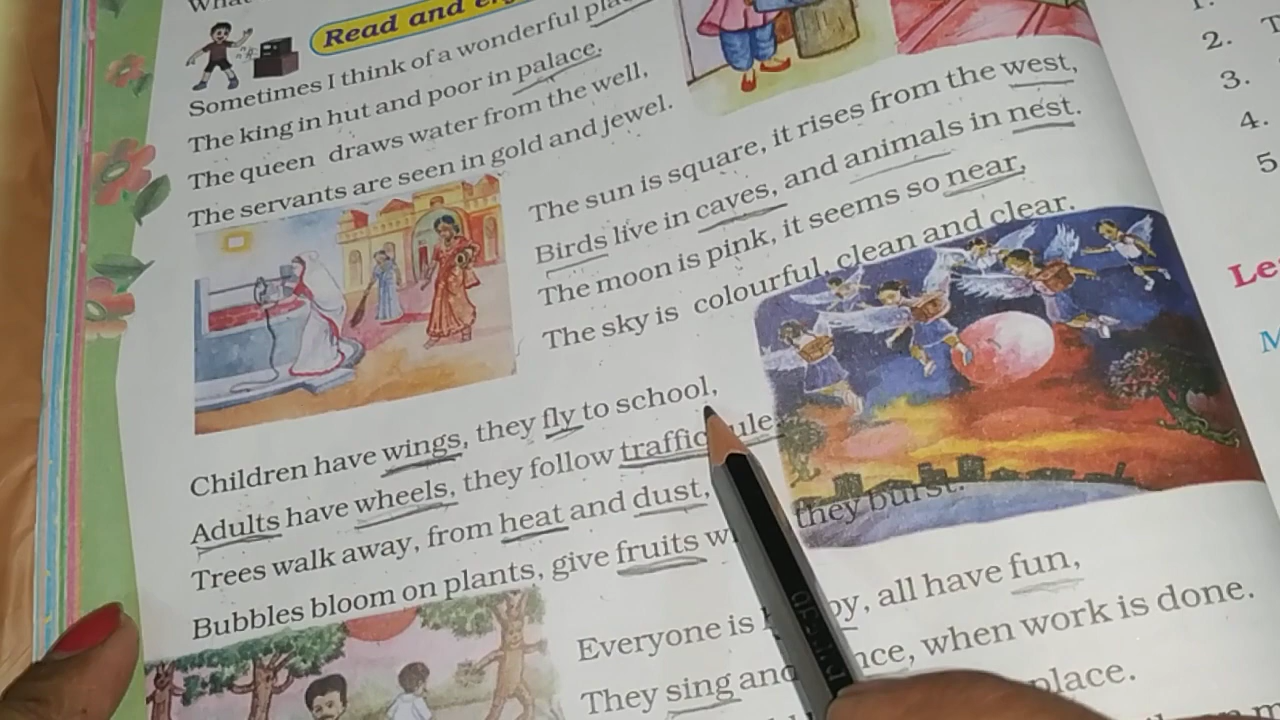 Read and
Sometimes I think of a wonderful
The king in hut and poor in palace.
The queen draws water from the well,
The servants are seen in gold and jewel.
The sun is square, it rises from the west,
Birds live in caves, and animals in nest.
The moon is pink, it seems so near,
The sky is colourful, clean and clear.
Children have wings, they fly to school,
Adults have wheels, they follow traffic
Trees walk away, from heat and dust,
Bubbles bloom on plants, give fruits they burst.
Everyone is all have fun,
They sing when work is done.
place.
1.
2.
3.
4.
5